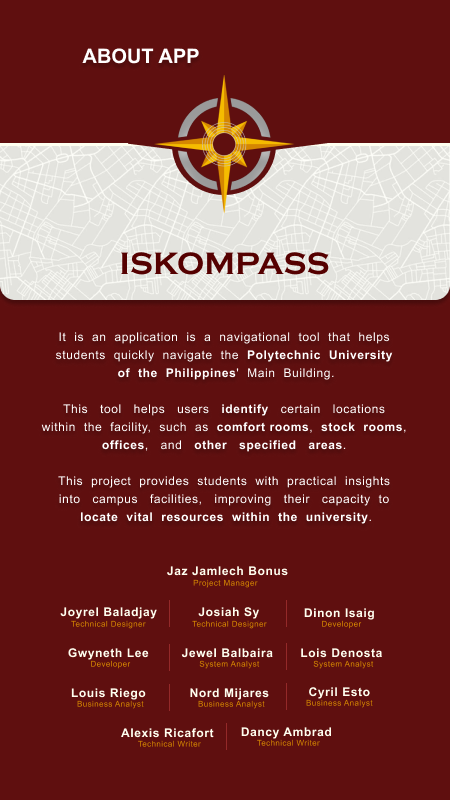 ABOUT APP
ISKOMPASS
It is an application is a navigational tool that helps
students quickly navigate the Polytechnic University
of the Philippines' Main Building.
This tool helps users identify certain locations
within the facility, such as comfort rooms, stock rooms,
offices, and other specified areas.
This project provides students with practical insights
into campus facilities, improving their capacity to
locate vital resources within the university.
Jaz Jamlech Bonus
Project Manager
Joyrel Baladjay
Technical Designer
Josiah Sy
Technical Designer
Dinon Isaig
Developer
Gwyneth Lee
Developer
Jewel Balbaira
System Analyst
Lois Denosta
System Analyst
Louis Riego
Business Analyst
Nord Mijares
Business Analyst
Cyril Esto
Business Analyst
Alexis Ricafort
Technical Writer
Dancy Ambrad
Technical Writer